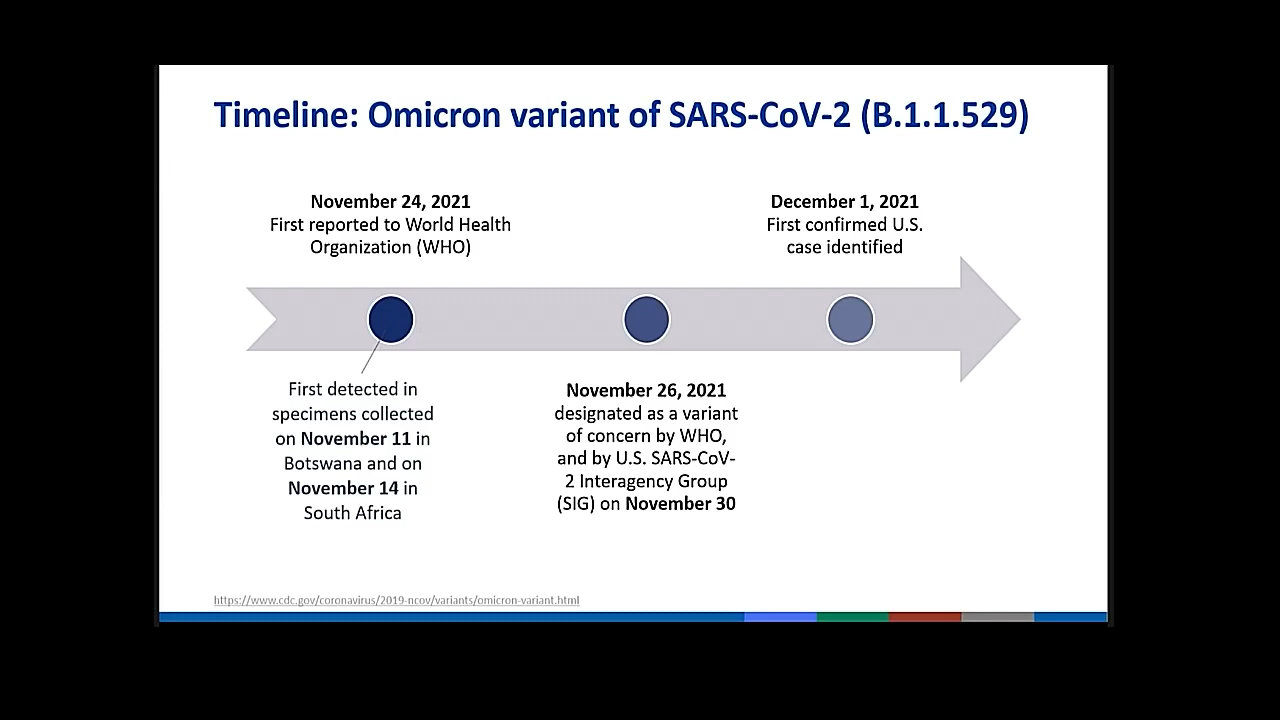 Timeline: Omicron variant of SARS-CoV-2 (B.1.1.529)
November 24, 2021
First reported to World Health
Organization (WHO)
December 1, 2021
First confirmed U.S.
case identified
First detected in
specimens collected
on November 11 in
Botswana and on
November 14 in
South Africa
November 26, 2021
designated as a variant
of concern by WHO,
and by U.S. SARS-CoV-
2 Interagency Group
(SIG) on November 30
https://www.cdc.gov/coronavirus/2019-ncov/variants/omicron-variant.html